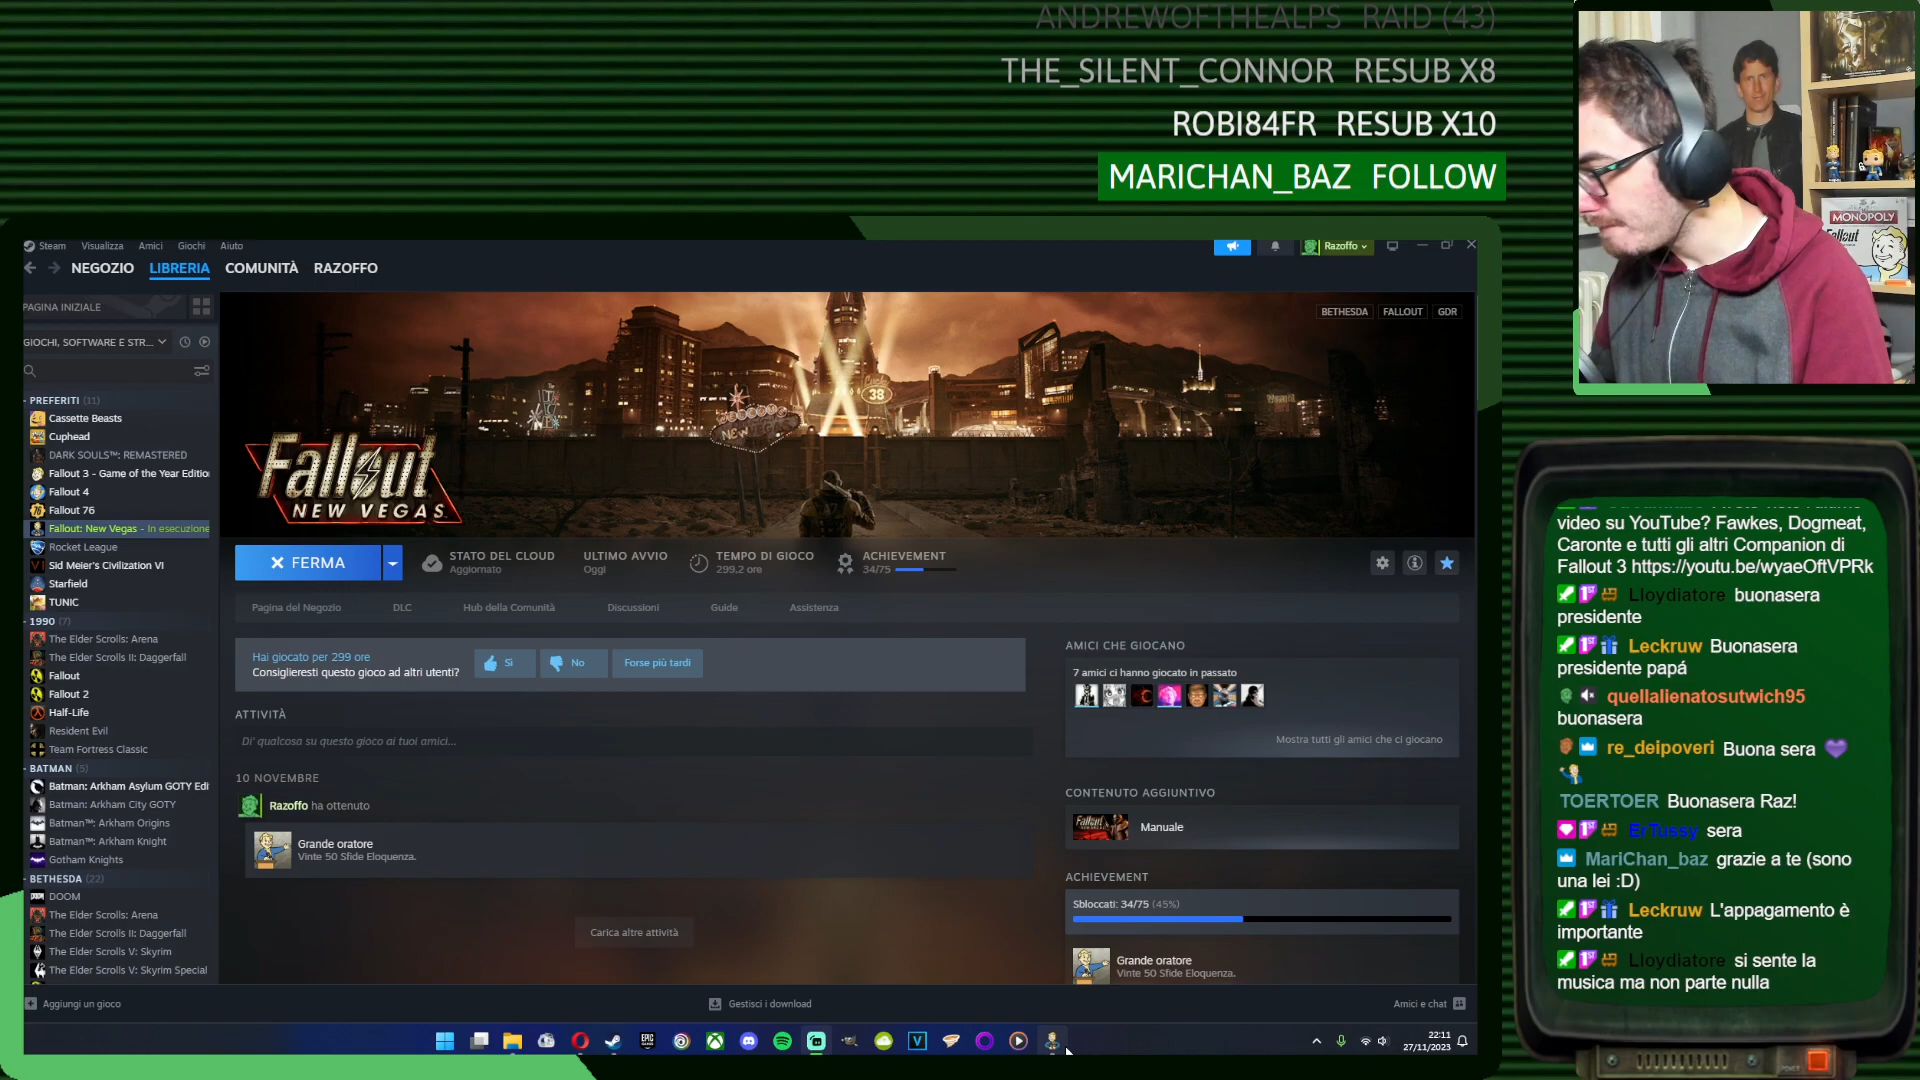 ANDREWOFTHEALPS RAID (43)
THE_SILENT_CONNOR RESUB X8
ROBI84FR RESUB X10
MARICHAN_BAZ FOLLOW
Steam Visualizza Amici Giochi Aiuto
Razoffo
NEGOZIO LIBRERIA COMUNITÀ RAZOFFO
PAGINA INIZIALE
GIOCHI, SOFTWARE E STR...
- PREFERITI (11)
Cassette Beasts
Cuphead
DARK SOULS™: REMASTERED
Fallout 3 - Game of the Year Editio
Fallout 4
Fallout 76
Fallout: New Vegas - In esecuzione
Rocket League
Sid Meier's Civilization VI
Starfield
TUNIC
- 1990 (7)
The Elder Scrolls: Arena
The Elder Scrolls II: Daggerfall
Fallout
Fallout 2
Half-Life
Resident Evil
Team Fortress Classic
- BATMAN (5)
Batman: Arkham Asylum GOTY Edi
Batman: Arkham City GOTY
Batman™: Arkham Origins
Batman™: Arkham Knight
Gotham Knights
- BETHESDA (22)
DOOM
The Elder Scrolls: Arena
The Elder Scrolls II: Daggerfall
The Elder Scrolls V: Skyrim
The Elder Scrolls V: Skyrim Special
Aggiungi un gioco
BETHESDA FALLOUT GDR
Lucky 38
NEW VEGAS
Fallout
NEW VEGAS
FERMA
STATO DEL CLOUD
Aggiornato
ULTIMO AVVIO
Oggi
TEMPO DI GIOCO
299,2 ore
ACHIEVEMENT
34/75
Pagina del Negozio DLC Hub della Comunità Discussioni Guide Assistenza
Hai giocato per 299 ore
Consiglieresti questo gioco ad altri utenti?
Sì No Forse più tardi
ATTIVITÀ
Di' qualcosa su questo gioco ai tuoi amici...
10 NOVEMBRE
Razoffo ha ottenuto
Grande oratore
Vinte 50 Sfide Eloquenza.
Carica altre attività
AMICI CHE GIOCANO
7 amici ci hanno giocato in passato
Mostra tutti gli amici che ci giocano
CONTENUTO AGGIUNTIVO
Fallout
Manuale
ACHIEVEMENT
Sbloccati: 34/75 (45%)
Grande oratore
Vinte 50 Sfide Eloquenza.
Gestisci i download
Amici e chat
EPIC
V
22:11
27/11/2023
MONOPOLY
Fallout
video su YouTube? Fawkes, Dogmeat,
Caronte e tutti gli altri Companion di
Fallout 3 https://youtu.be/wyaeOftVPRk
Lloydiatore buonasera
presidente
Leckruw Buonasera
presidente papá
quellalienatosutwich95
buonasera
re_deipoveri Buona sera
TOERTOER Buonasera Raz!
ErTussy sera
MariChan_baz grazie a te (sono
una lei :D)
Leckruw L'appagamento è
importante
Lloydiatore si sente la
musica ma non parte nulla
POWER